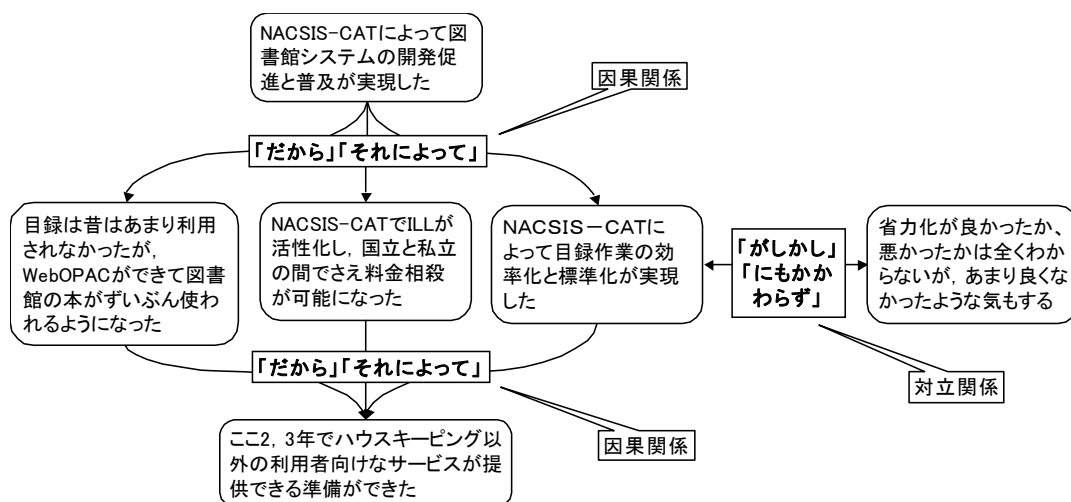 NACSIS-CATによって図
書館システムの開発促
進と普及が実現した
因果関係
「だから」「それによって」
目録は昔はあまり利用
されなかったが，
WebOPACができて図書
館の本がずいぶん使わ
れるようになった
NACSIS-CATでILLが
活性化し，国立と私立
の間でさえ料金相殺
が可能になった
NACSIS－CATに
よって目録作業の効
率化と標準化が実現
した
「がしかし」
「にもかか
わらず」
省力化が良かったか、
悪かったかは全くわか
らないが，あまり良くな
かったような気もする
「だから」「それによって」
対立関係
因果関係
ここ2，3年でハウスキーピング以
外の利用者向けなサービスが提
供できる準備ができた